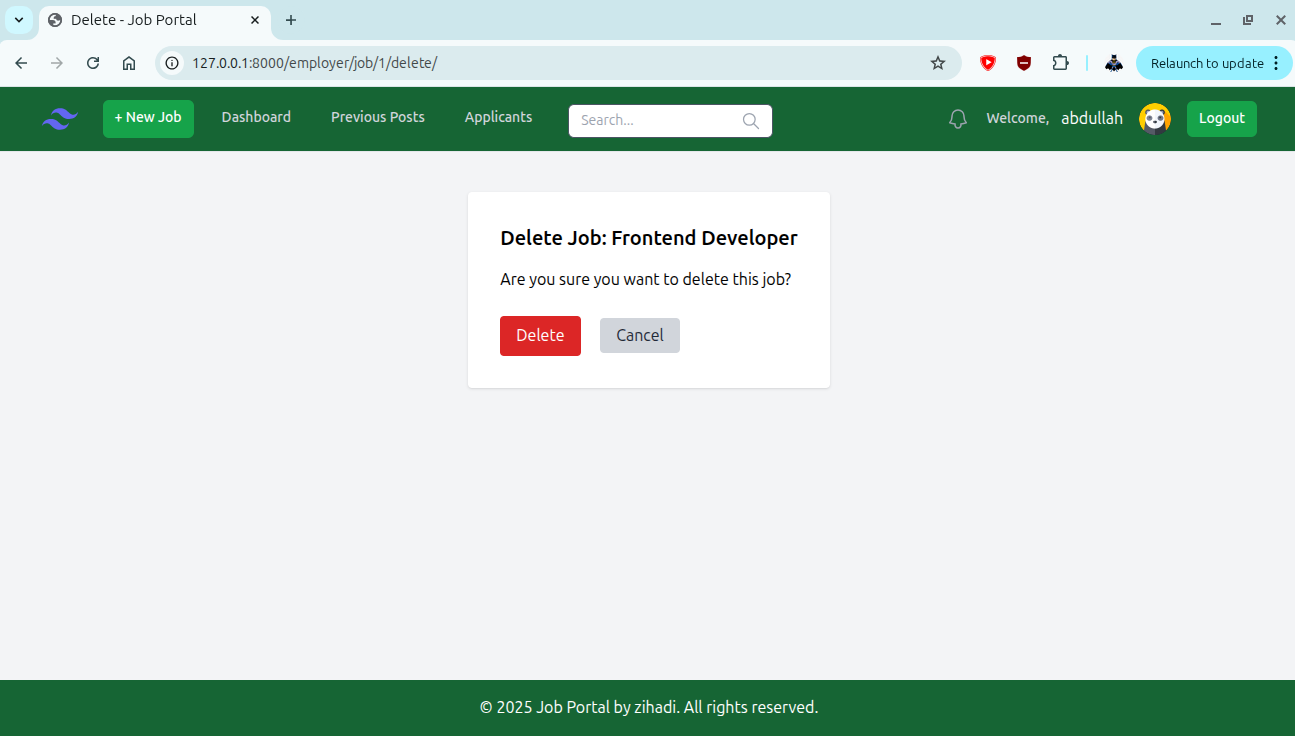 Delete - Job Portal
127.0.0.1:8000/employer/job/1/delete/
Relaunch to update
+ New Job
Dashboard
Previous Posts
Applicants
Search...
Welcome, abdullah
Logout
Delete Job: Frontend Developer
Are you sure you want to delete this job?
Delete
Cancel
© 2025 Job Portal by zihadi. All rights reserved.